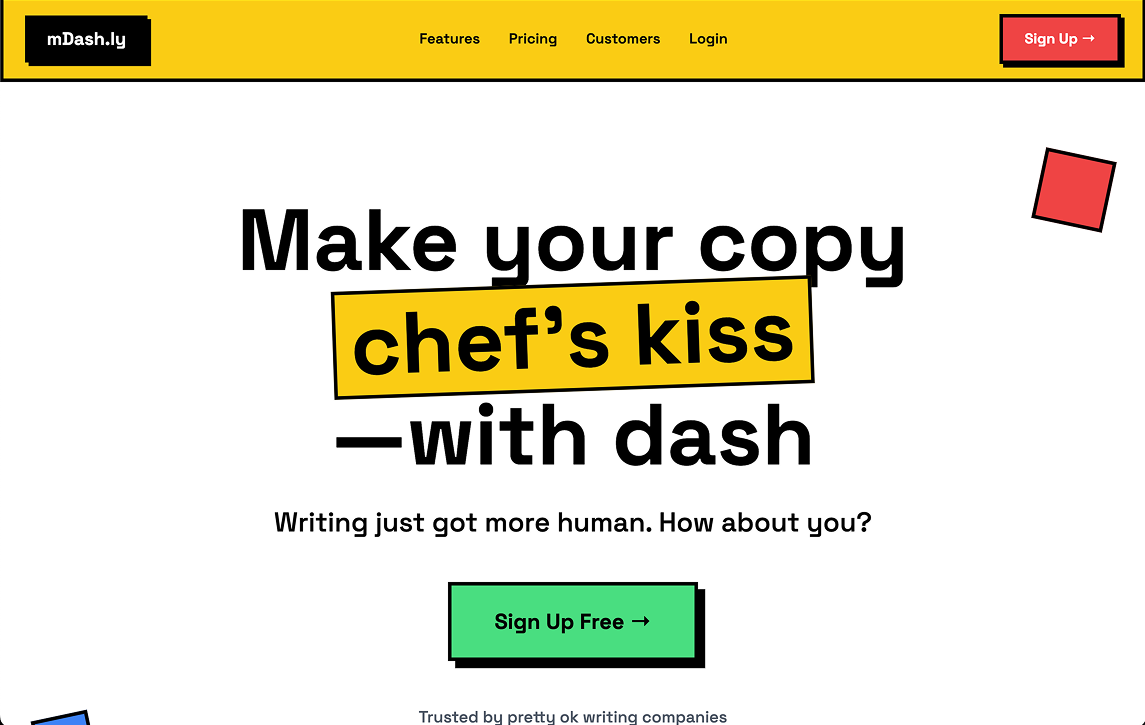 mDash.ly
Features Pricing Customers Login
Sign Up →
Make your copy
chef's kiss
—with dash
Writing just got more human. How about you?
Sign Up Free →
Trusted by pretty ok writing companies